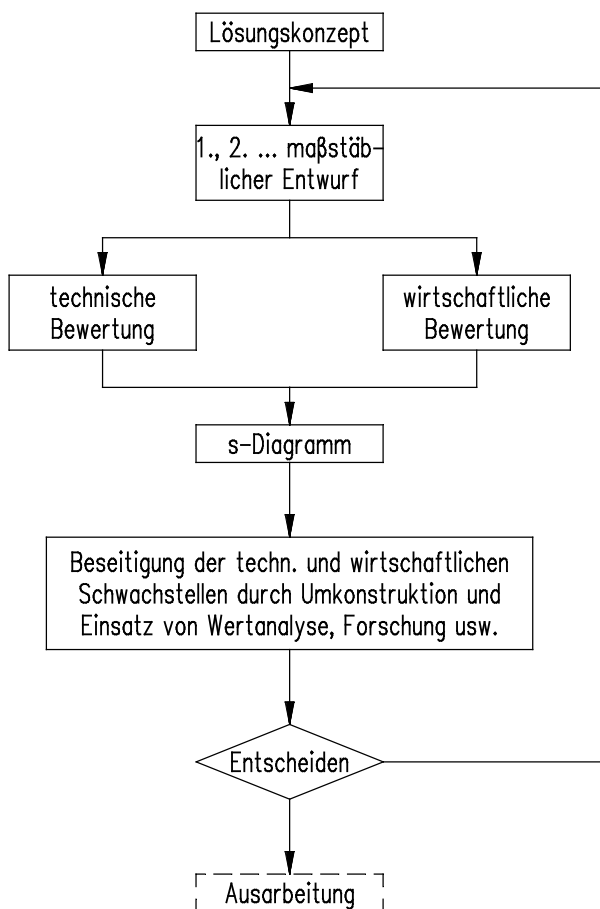 Lösungskonzept
1., 2. ... maßstäb-
licher Entwurf
technische
Bewertung
wirtschaftliche
Bewertung
s-Diagramm
Beseitigung der techn. und wirtschaftlichen
Schwachstellen durch Umkonstruktion und
Einsatz von Wertanalyse, Forschung usw.
Entscheiden
Ausarbeitung